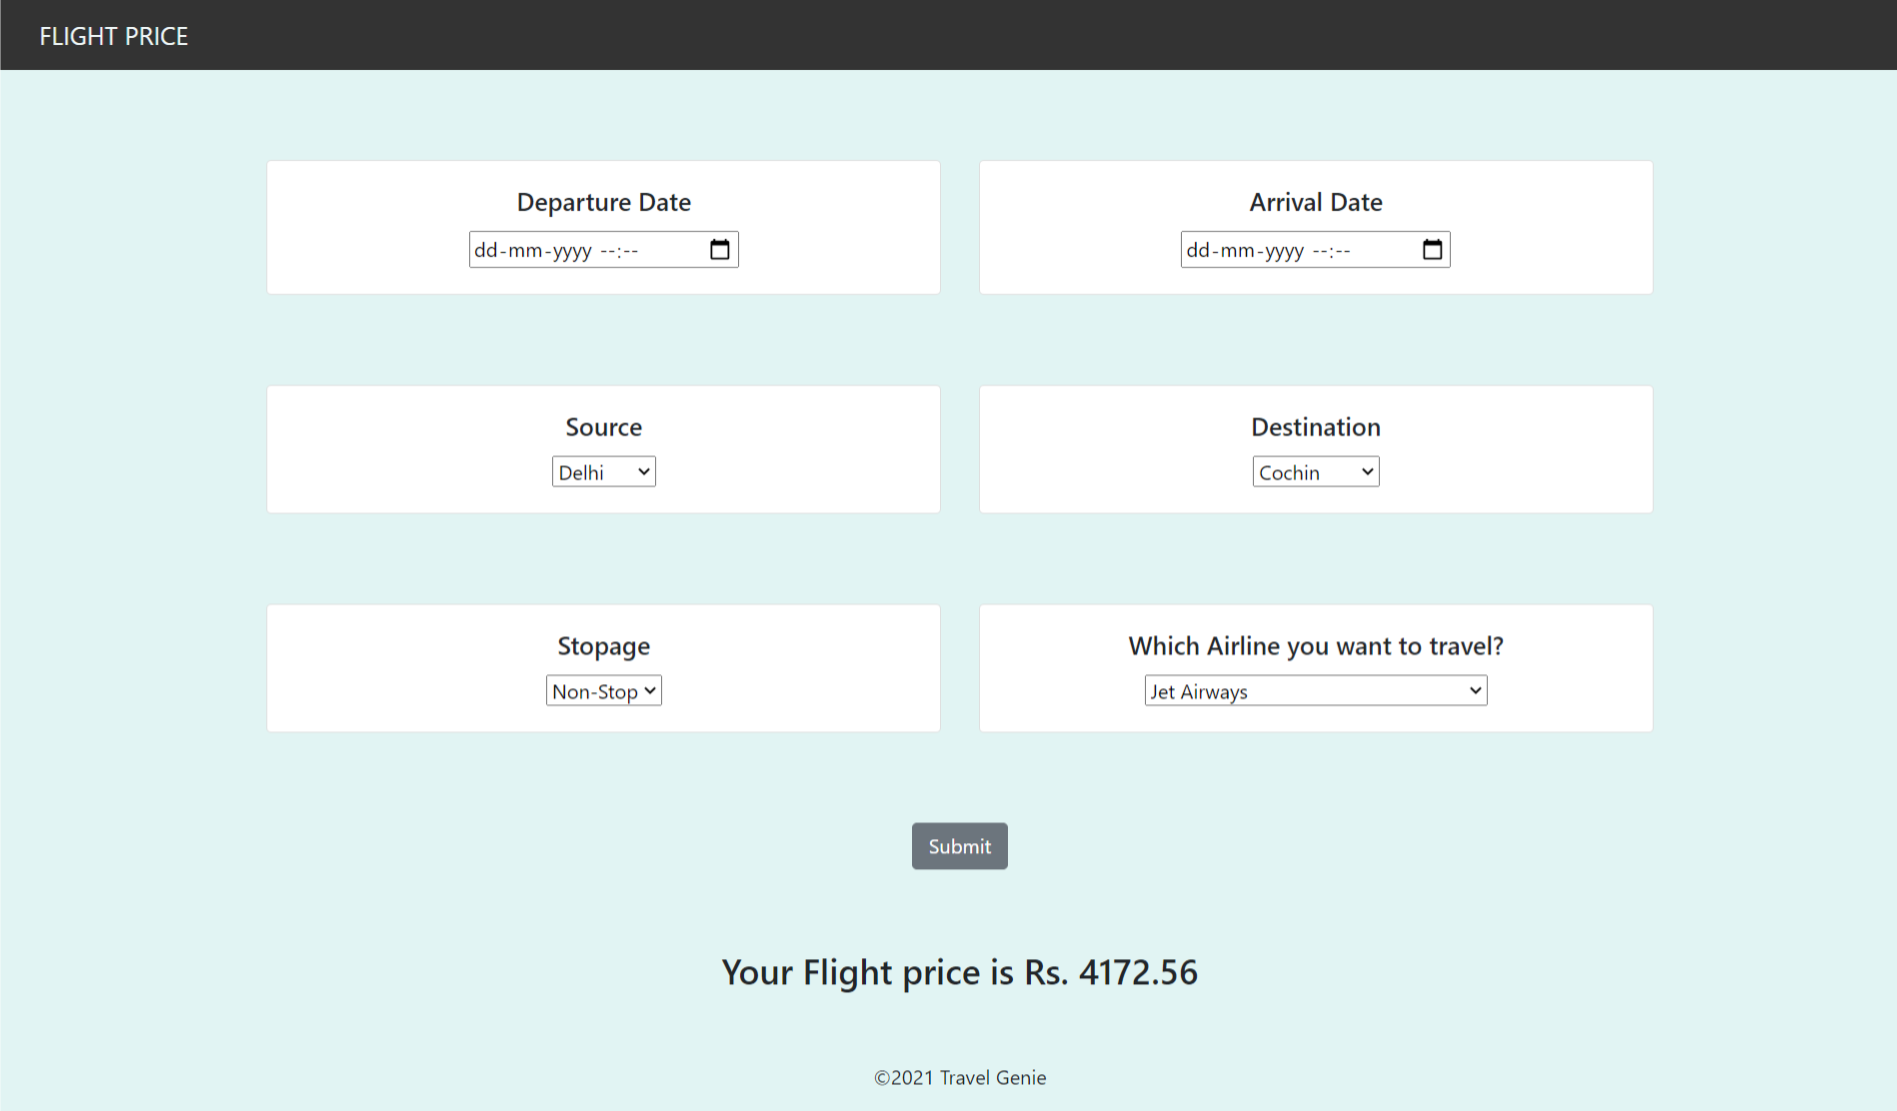 FLIGHT PRICE
Departure Date
dd-mm-yyyy --:--
Arrival Date
dd-mm-yyyy --:--
Source
Delhi
Destination
Cochin
Stopage
Non-Stop
Which Airline you want to travel?
Jet Airways
Submit
Your Flight price is Rs. 4172.56
©2021 Travel Genie